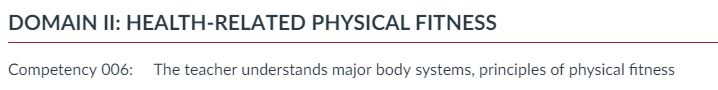 DOMAIN II: HEALTH-RELATED PHYSICAL FITNESS
Competency 006: The teacher understands major body systems, principles of physical fitness